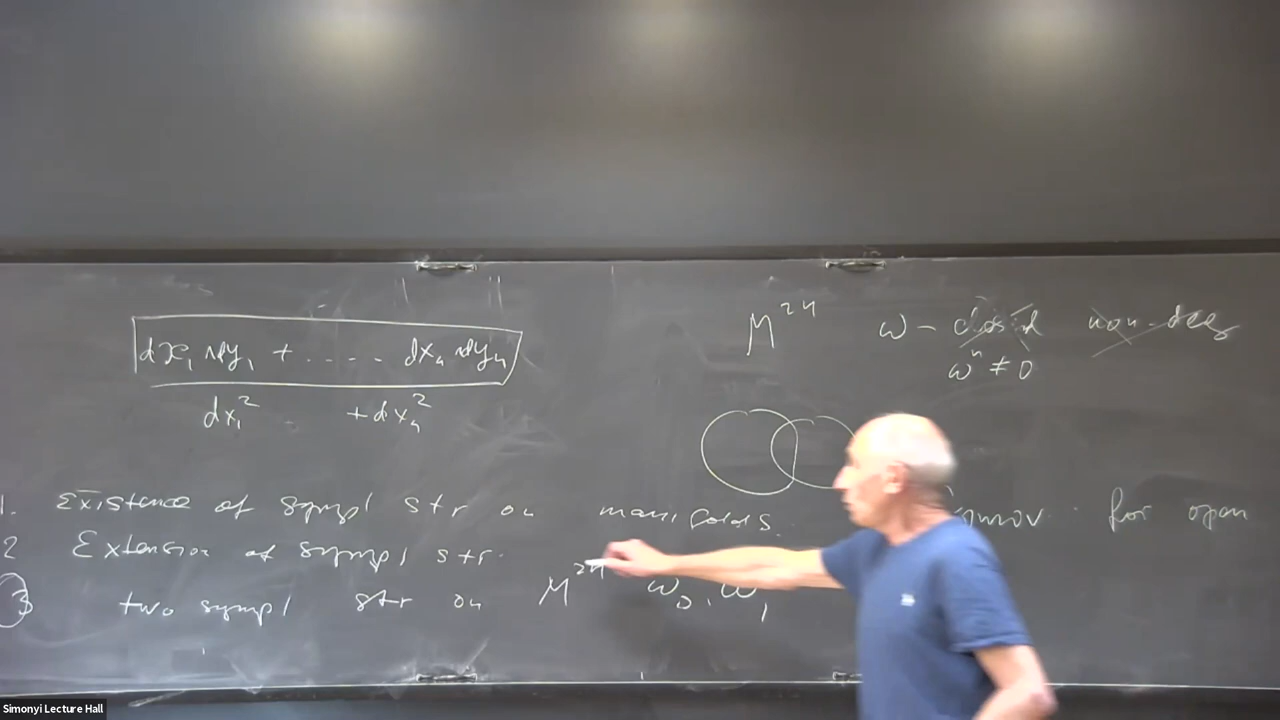 dx₁∧dy₁ + ..... dxₙ∧dyₙ
dx₁² .. + dxₙ²
M²ⁿ ω - closed non-deg
ωⁿ ≠ 0
1. Existence of sympl str on manifolds. for open
2 Extension of sympl str.
3 two sympl str on M²ⁿ ω₀, ω₁
Simonyi Lecture Hall